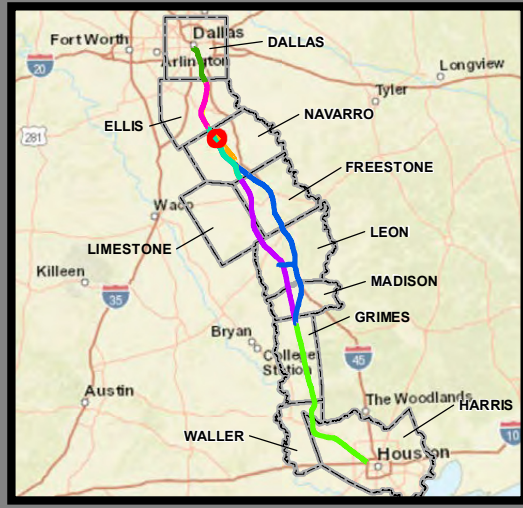 Fort Worth
Dallas
DALLAS
Arlington
20
Longview
Tyler
ELLIS
NAVARRO
281
FREESTONE
Waco
LEON
LIMESTONE
Killeen
MADISON
35
GRIMES
Bryan
College
Station
45
Austin
The Woodlands
HARRIS
WALLER
10
Houston